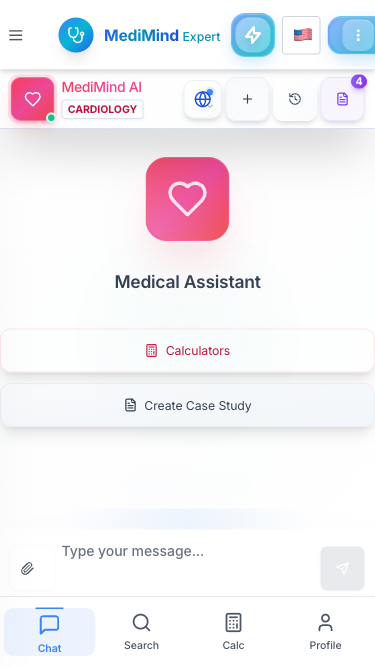 MediMind Expert
MediMind AI
CARDIOLOGY
4
Medical Assistant
Calculators
Create Case Study
Type your message...
Chat
Search
Calc
Profile